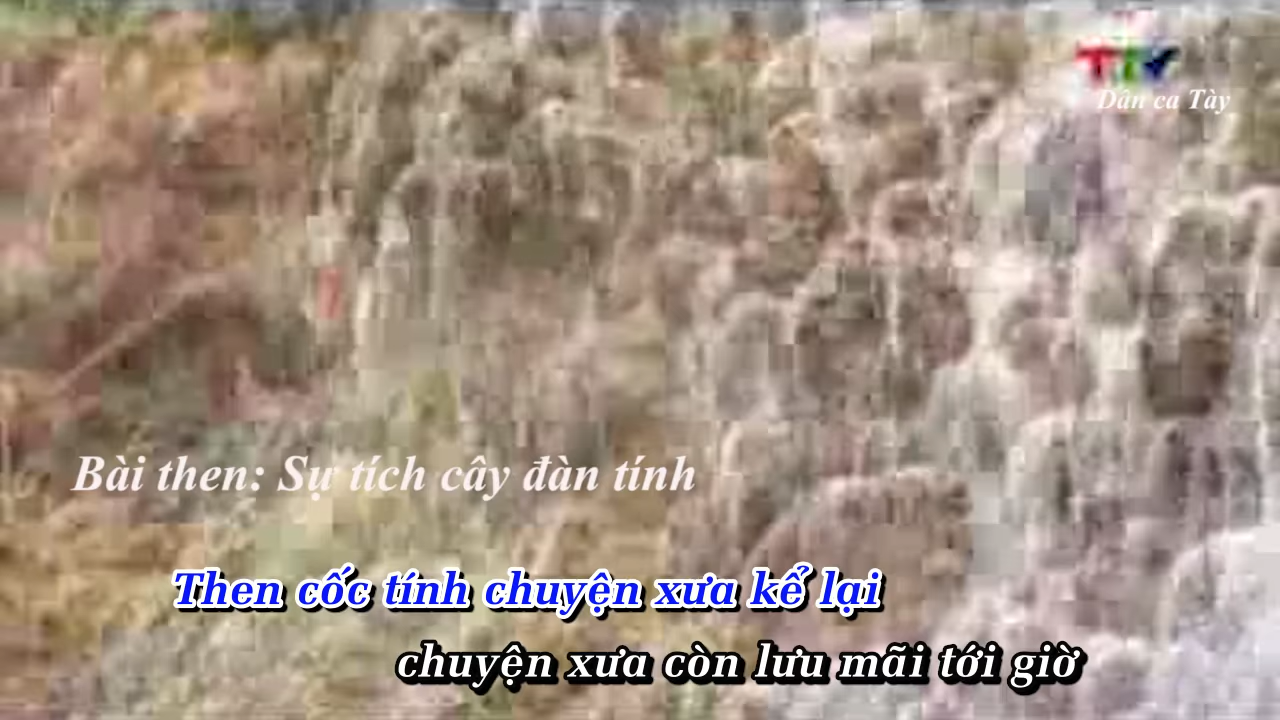 TTV
Dân ca Tày
Bài then: Sự tích cây đàn tính
Then cốc tính chuyện xưa kể lại
chuyện xưa còn lưu mãi tới giờ